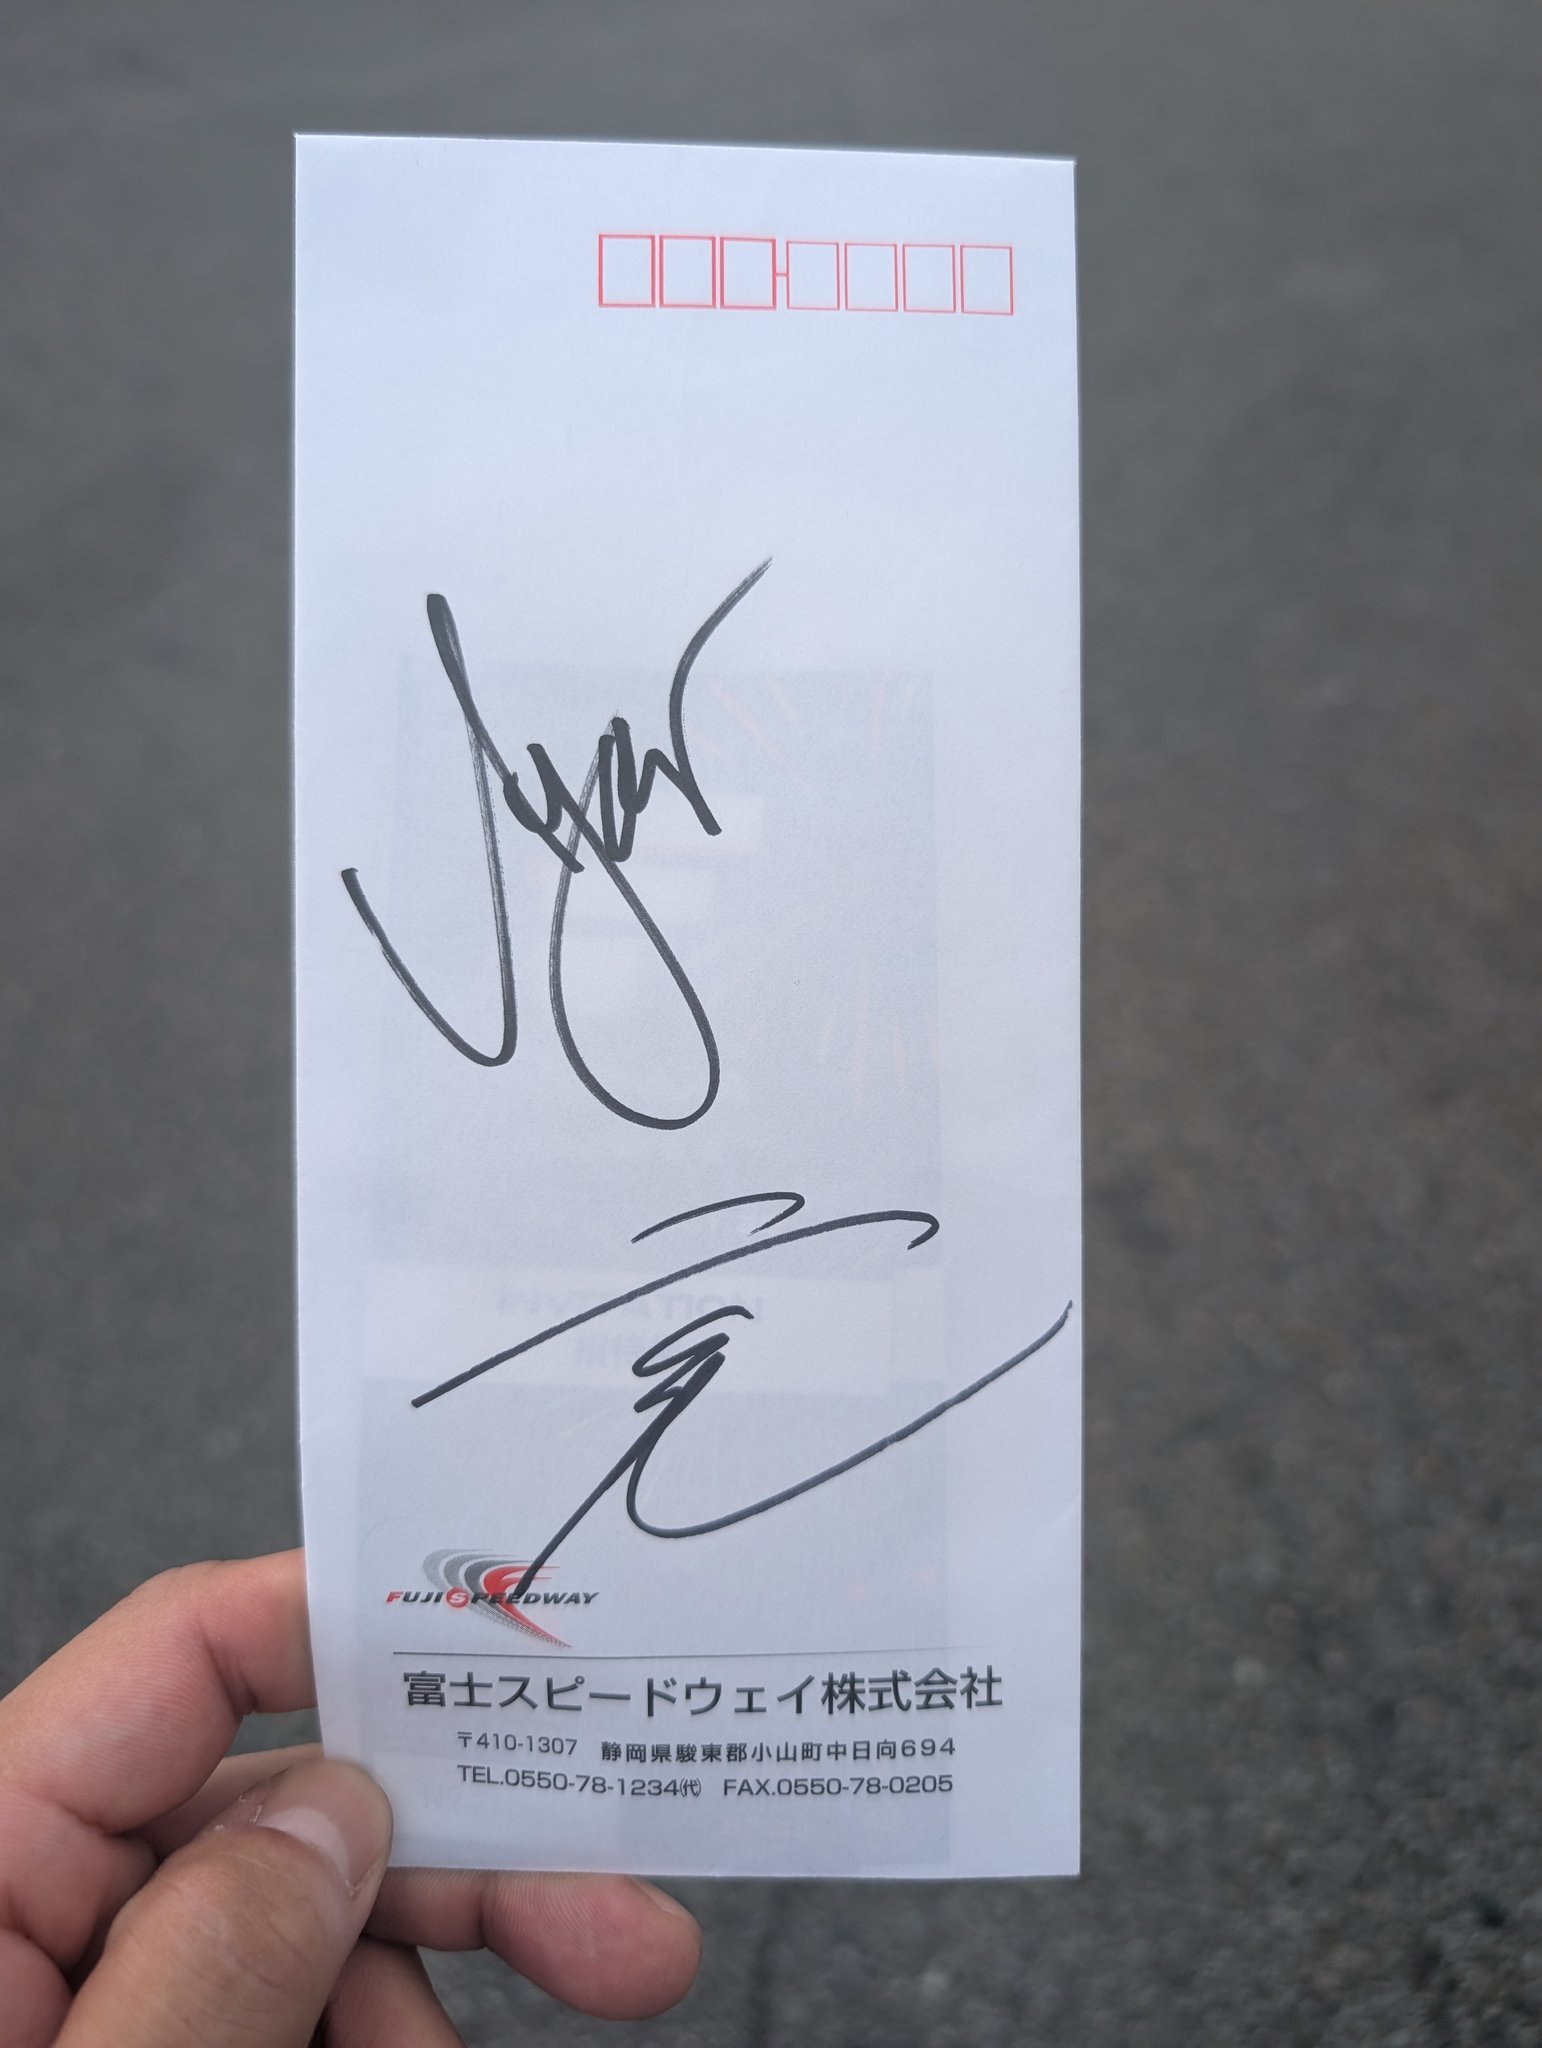 FUJI SPEEDWAY
富士スピードウェイ株式会社
〒410-1307 静岡県駿東郡小山町中日向694
TEL.0550-78-1234㈹ FAX.0550-78-0205